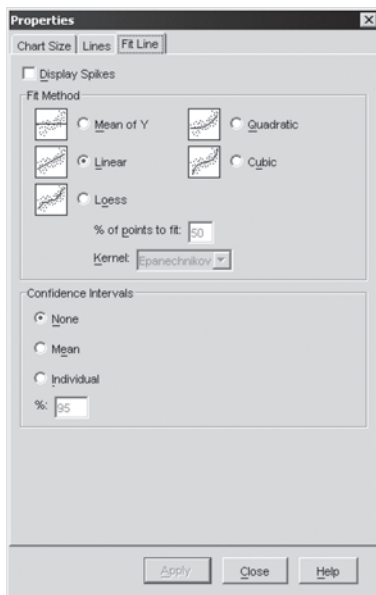 Properties
Chart Size Lines Fit Line
Display Spikes
Fit Method
Mean of Y Quadratic
Linear Cubic
Loess
% of points to fit: 50
Kernel: Epanechnikov
Confidence Intervals
None
Mean
Individual
%: 95
Apply Close Help